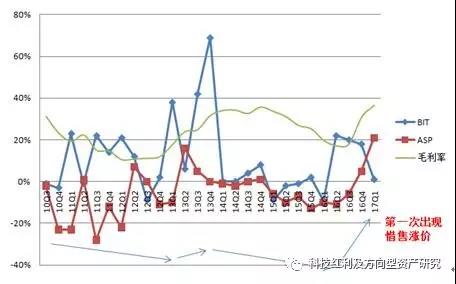 80%
60%
40%
20%
0%
-20%
-40%
10Q3
10Q4
11Q1
11Q2
11Q3
11Q4
12Q1
12Q2
12Q3
12Q4
13Q1
13Q2
13Q3
13Q4
14Q1
14Q2
14Q3
14Q4
15Q1
15Q2
15Q3
15Q4
16Q1
16Q2
16Q3
16Q4
17Q1
BIT
ASP
毛利率
第一次出现
惜售涨价
科技红利及方向型资产研究